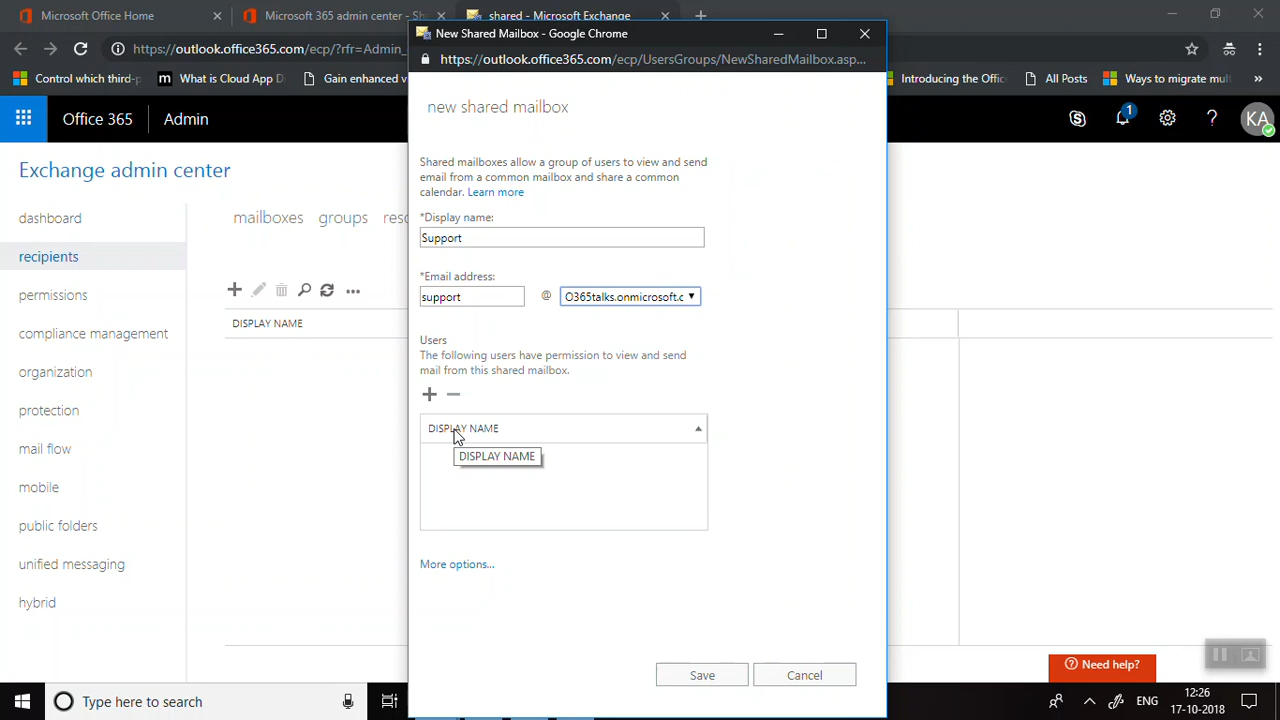 Microsoft Office Home
Microsoft 365 admin center - Sh
shared - Microsoft Exchange
New Shared Mailbox - Google Chrome
https://outlook.office365.com/ecp/?rfr=Admin_
https://outlook.office365.com/ecp/UsersGroups/NewSharedMailbox.asp...
Control which third-p
What is Cloud App D
Gain enhanced v
Introducing the Offic
All Posts
Ways to migrate mult
»
Office 365
Admin
1
?
KA
new shared mailbox
Exchange admin center
Shared mailboxes allow a group of users to view and send
email from a common mailbox and share a common
calendar. Learn more
dashboard
recipients
permissions
compliance management
organization
protection
mail flow
mobile
public folders
unified messaging
hybrid
mailboxes groups reso
DISPLAY NAME
*Display name:
Support
*Email address:
support @ O365talks.onmicrosoft.c
Users
The following users have permission to view and send
mail from this shared mailbox.
DISPLAY NAME
DISPLAY NAME
More options...
Save
Cancel
Need help?
Type here to search
ENG
12:26
17-10-2018